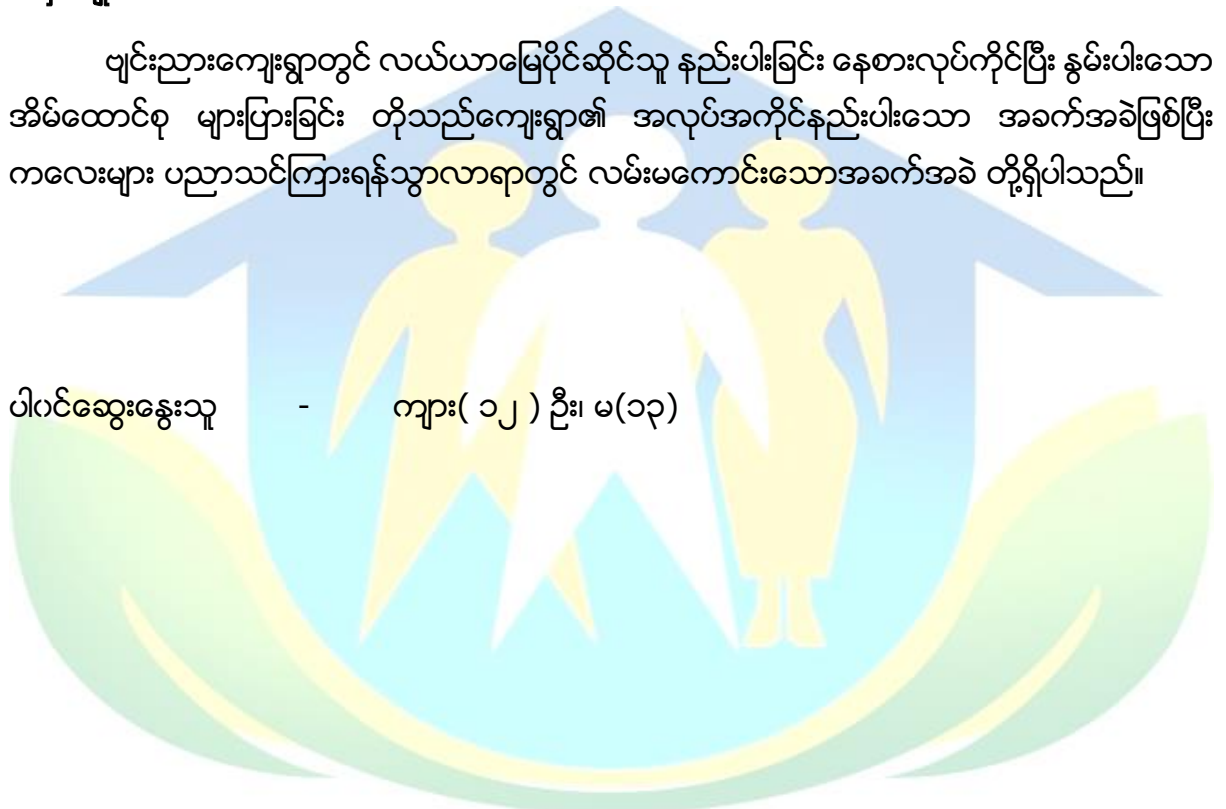 ဗျင်းညားကျေးရွာတွင် လယ်ယာမြေပိုင်ဆိုင်သူ နည်းပါးခြင်း နေစားလုပ်ကိုင်ပြီး နွမ်းပါးသော
အိမ်ထောင်စု များပြားခြင်း တိုသည်ကျေးရွာ၏ အလုပ်အကိုင်နည်းပါးသော အခက်အခဲဖြစ်ပြီး
ကလေးများ ပညာသင်ကြားရန်သွာလာရာတွင် လမ်းမကောင်းသောအခက်အခဲ တို့ရှိပါသည်။
ပါဝင်ဆွေးနွေးသူ - ကျား( ၁၂ ) ဦး၊ မ(၁၃)